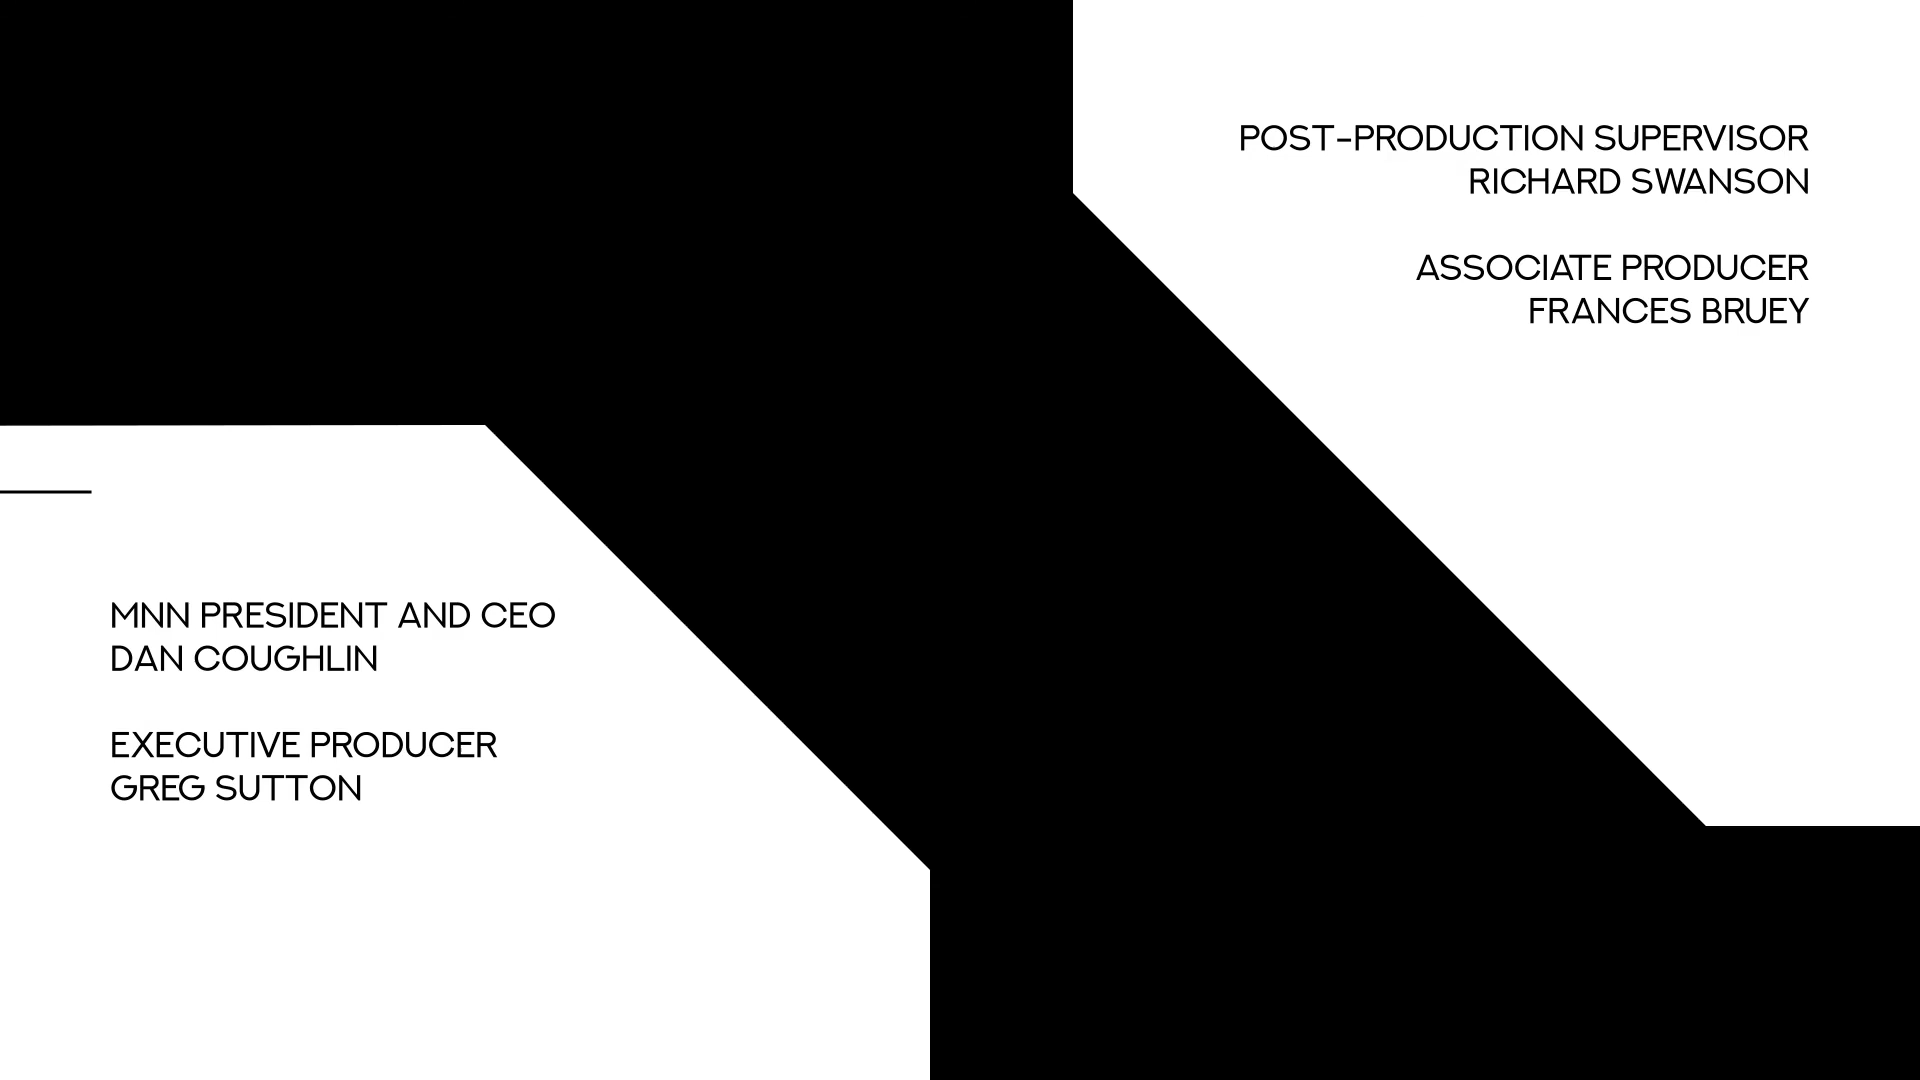 POST-PRODUCTION SUPERVISOR
RICHARD SWANSON
ASSOCIATE PRODUCER
FRANCES BRUEY
MNN PRESIDENT AND CEO
DAN COUGHLIN
EXECUTIVE PRODUCER
GREG SUTTON